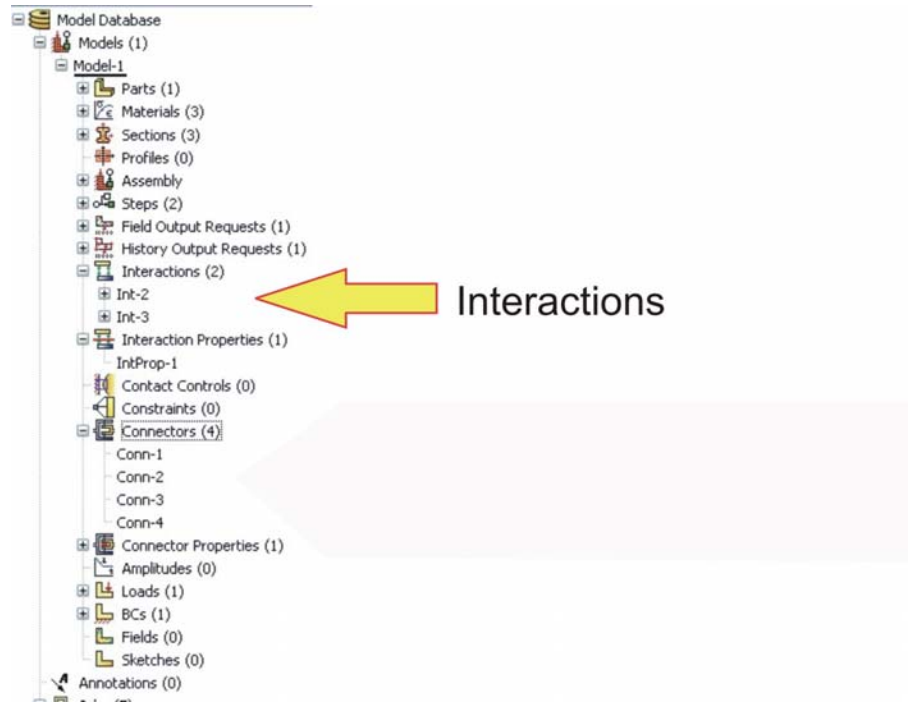 Model Database
Models (1)
Model-1
Parts (1)
Materials (3)
Sections (3)
Profiles (0)
Assembly
Steps (2)
Field Output Requests (1)
History Output Requests (1)
Interactions (2)
Int-2
Interactions
Int-3
Interaction Properties (1)
IntProp-1
Contact Controls (0)
Constraints (0)
Connectors (4)
Conn-1
Conn-2
Conn-3
Conn-4
Connector Properties (1)
Amplitudes (0)
Loads (1)
BCs (1)
Fields (0)
Sketches (0)
Annotations (0)